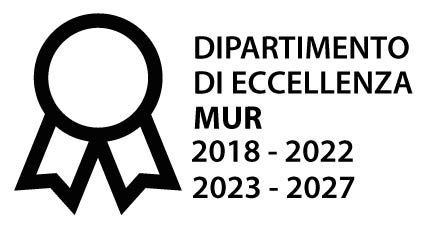 DIPARTIMENTO
DI ECCELLENZA
MUR
2018 - 2022
2023 - 2027